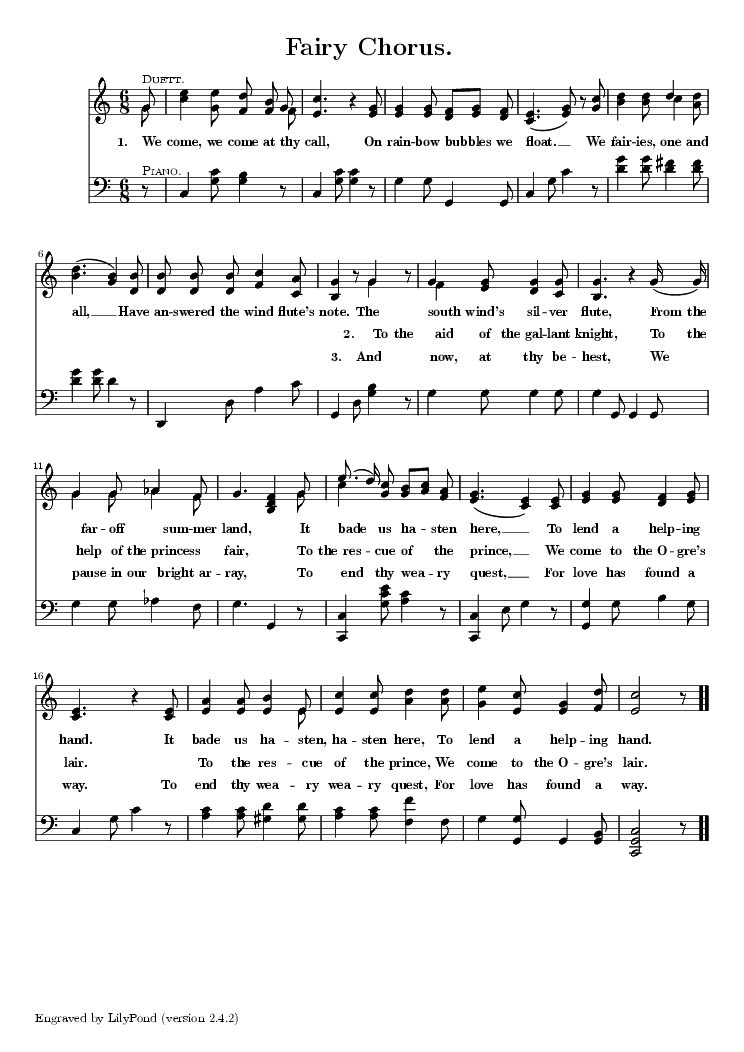 Fairy Chorus.
Duett.
1. We come, we come at thy call, On rain -- bow bubbles we float. __ We fair -- ies, one and
Piano.
6
all, __ Have an -- swered the wind flute's note. The south wind's sil -- ver flute, From the
2. To the aid of the gal -- lant knight, To the
3. And now, at thy be -- hest, We
11
far -- off sum -- mer land, It bade us ha -- sten here, __ To lend a help -- ing
help of the princess fair, To the res -- cue of the prince, __ We come to the O -- gre's
pause in our bright ar -- ray, To end thy wea -- ry quest, __ For love has found a
16
hand. It bade us ha -- sten, ha -- sten here, To lend a help -- ing hand.
lair. To the res -- cue of the prince, We come to the O -- gre's lair.
way. To end thy wea -- ry wea -- ry quest, For love has found a way.
Engraved by LilyPond (version 2.4.2)